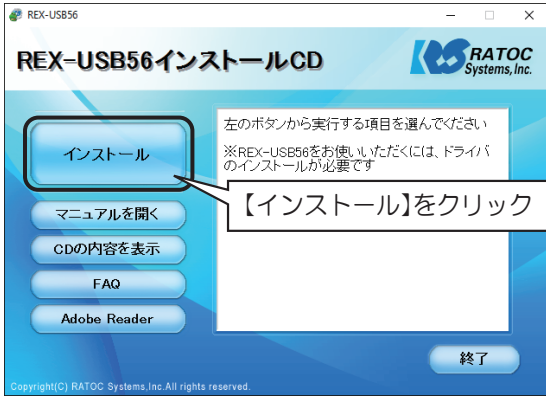 REX-USB56
REX-USB56インストールCD
RATOC
Systems, Inc.
インストール
マニュアルを開く
CDの内容を表示
FAQ
Adobe Reader
左のボタンから実行する項目を選んでください
※REX-USB56をお使いいただくには、ドライバ
のインストールが必要です
【インストール】をクリック
終了
Copyright(C) RATOC Systems,Inc.All rights reserved.